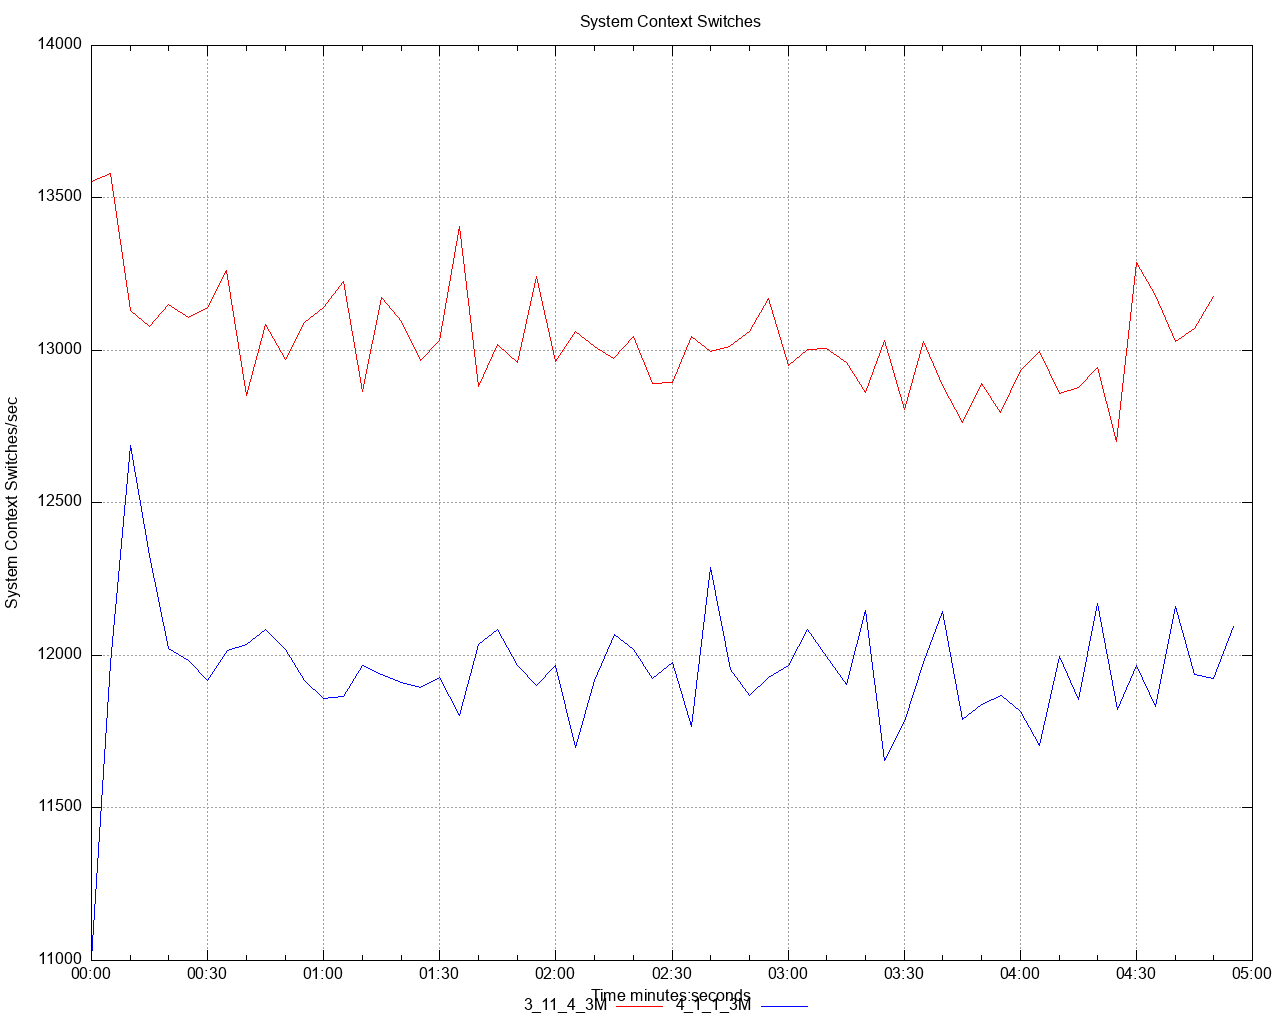 System Context Switches
14000
13500
13000
12500
12000
11500
11000
System Context Switches/sec
00:00 00:30 01:00 01:30 02:00 02:30 03:00 03:30 04:00 04:30 05:00
Time minutes:seconds
3_11_4_3M 4_1_1_3M